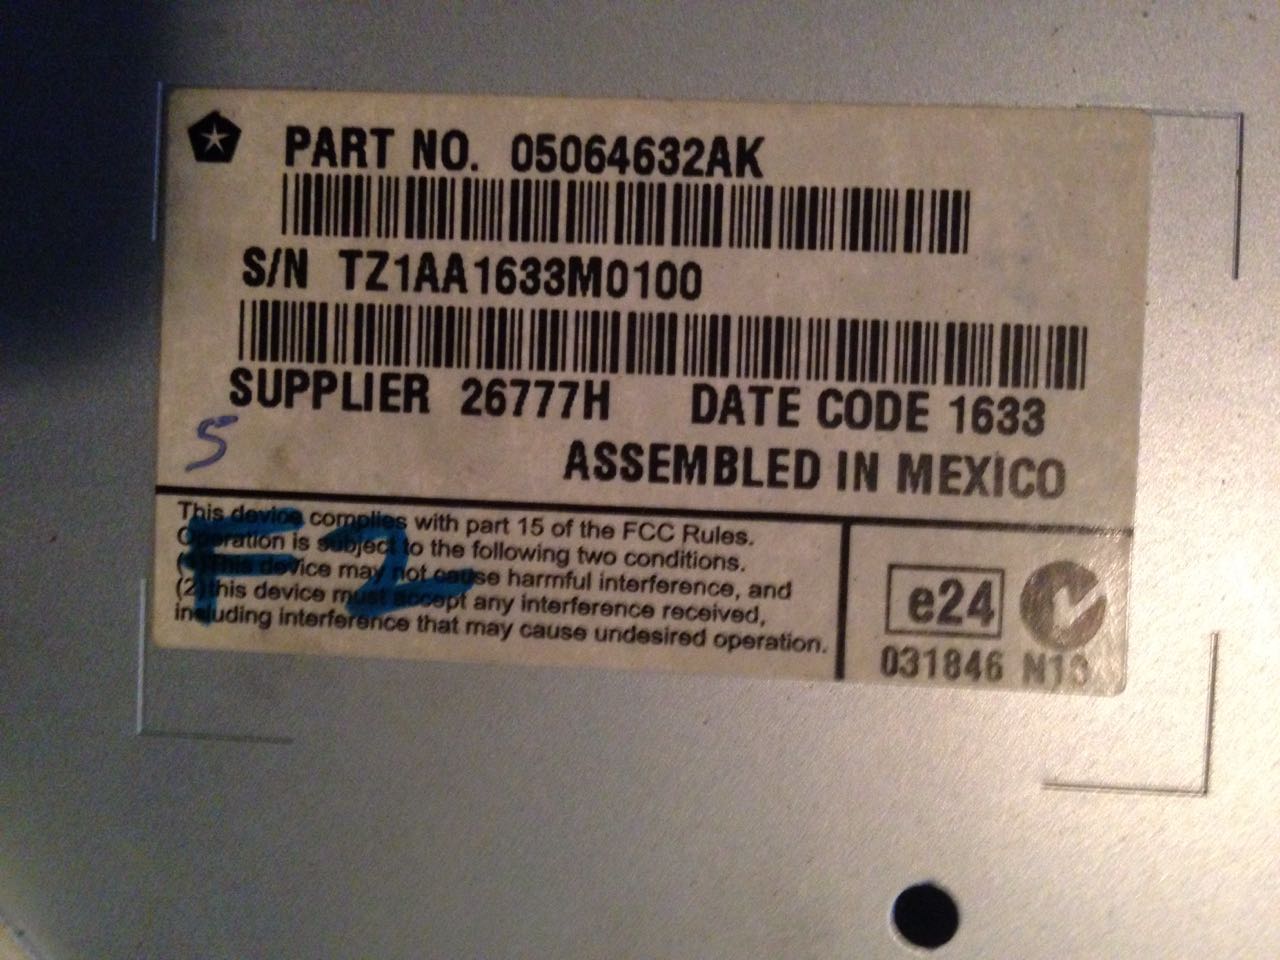 PART NO. 05064632AK
S/N TZ1AA1633M0100
SUPPLIER 26777H DATE CODE 1633
5
ASSEMBLED IN MEXICO
This device complies with part 15 of the FCC Rules.
Operation is subject to the following two conditions.
(1)This device may not cause harmful interference, and
(2)this device must accept any interference received,
including interference that may cause undesired operation.
e24
031846 N10